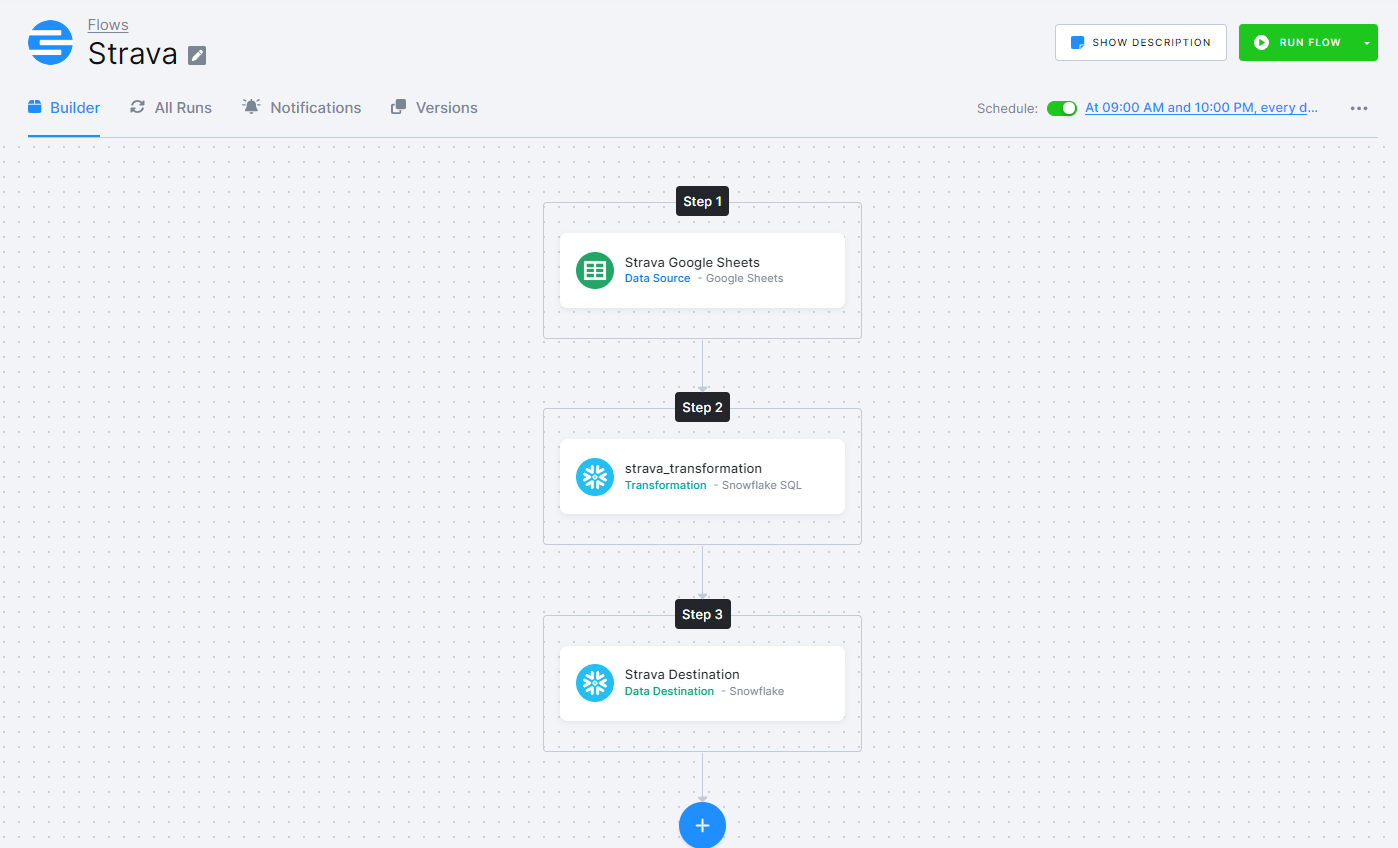 Flows
Strava
SHOW DESCRIPTION
RUN FLOW
Builder
All Runs
Notifications
Versions
Schedule:
At 09:00 AM and 10:00 PM, every d...
Step 1
Strava Google Sheets
Data Source - Google Sheets
Step 2
strava_transformation
Transformation - Snowflake SQL
Step 3
Strava Destination
Data Destination - Snowflake